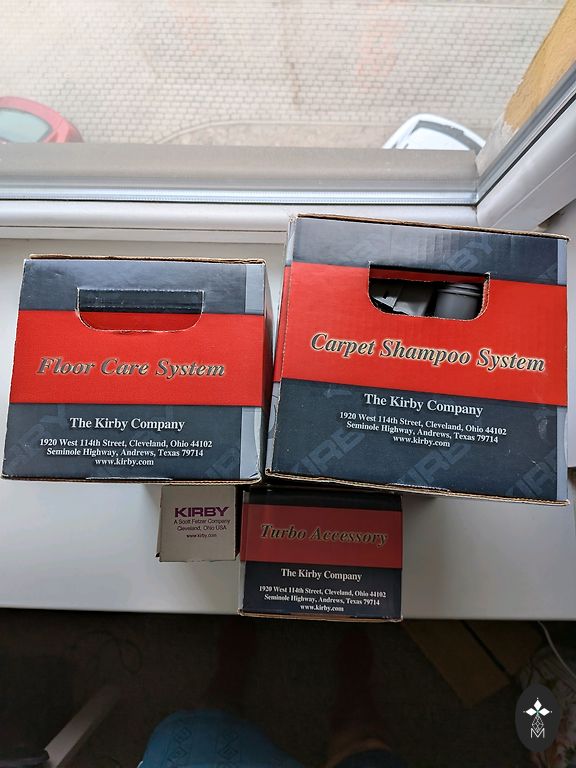 Floor Care System
The Kirby Company
1920 West 114th Street, Cleveland, Ohio 44102
Seminole Highway, Andrews, Texas 79714
www.kirby.com
Carpet Shampoo System
The Kirby Company
1920 West 114th Street, Cleveland, Ohio 44102
Seminole Highway, Andrews, Texas 79714
www.kirby.com
KIRBY
A Scott Fetzer Company
Cleveland, Ohio USA
www.kirby.com
Turbo Accessory
The Kirby Company
1920 West 114th Street, Cleveland, Ohio 44102
Seminole Highway, Andrews, Texas 79714
www.kirby.com